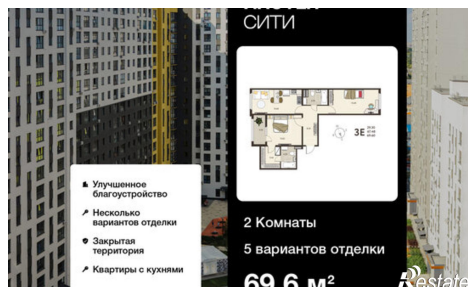 СИТИ
3Е
Улучшенное
благоустройство
Несколько
вариантов отделки
Закрытая
территория
Квартиры с кухнями
2 Комнаты
5 вариантов отделки
69,6 м²
Restate